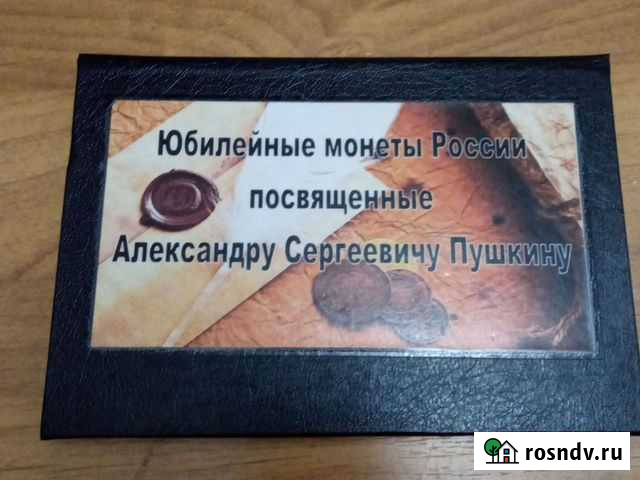 Юбилейные монеты России
посвященные
Александру Сергеевичу Пушкину
rosndv.ru